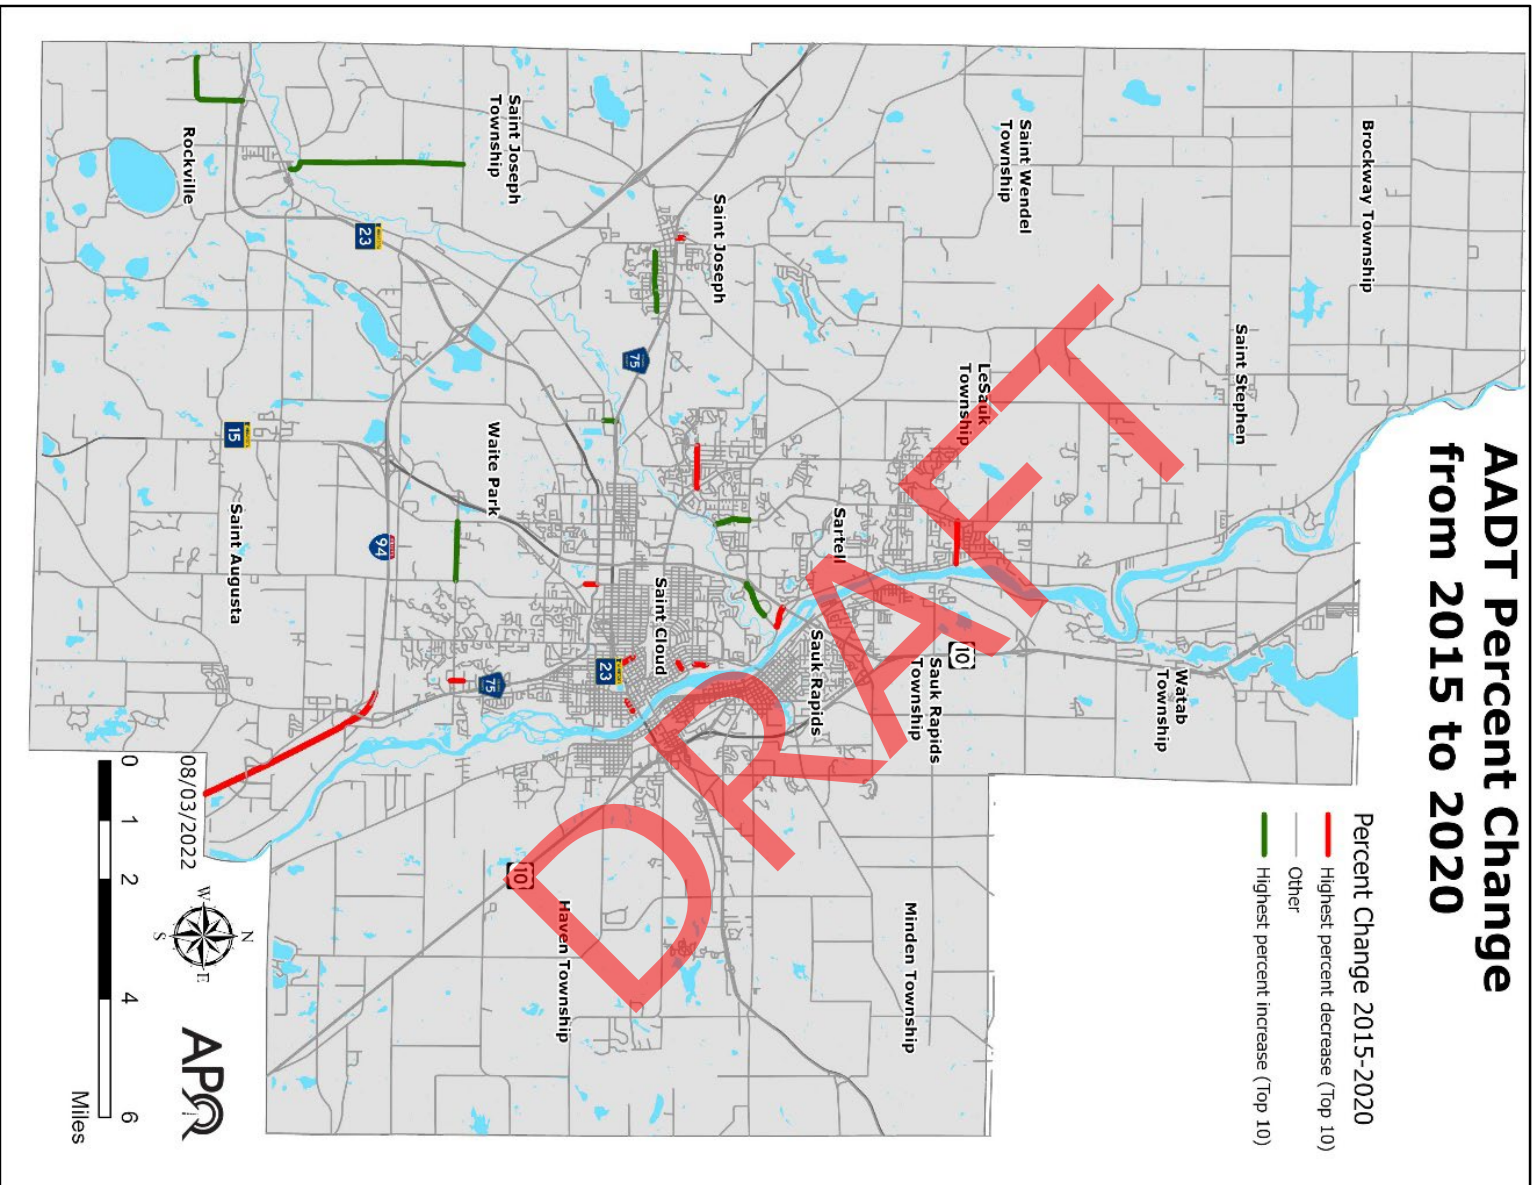 AADT Percent Change
from 2015 to 2020
Percent Change 2015-2020
Highest percent decrease (Top 10)
Other
Highest percent increase (Top 10)
Brockway Township
Saint Stephen
Watab
Township
Saint Wendel
Township
LeSauk
Township
10
Sauk Rapids
Township
Minden Township
Sartell
Sauk Rapids
Saint Joseph
75
Saint Cloud
23
Saint Joseph
Township
Waite Park
75
10
Haven Township
23
94
15
Saint Augusta
Rockville
DRAFT
08/03/2022
N
W
E
S
APO
0
1
2
4
6
Miles